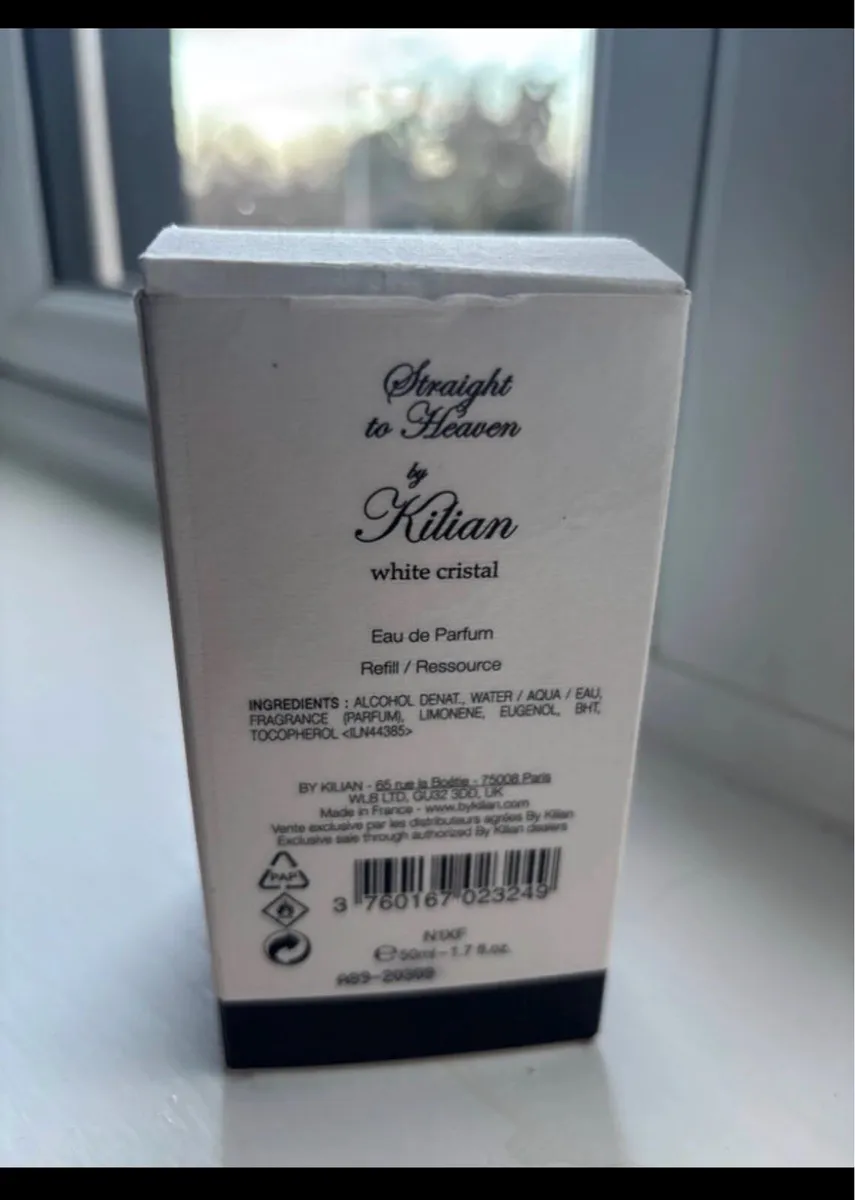 Straight
to Heaven
by
Kilian
white cristal
Eau de Parfum
Refill / Ressource
INGREDIENTS : ALCOHOL DENAT., WATER / AQUA / EAU,
FRAGRANCE (PARFUM), LIMONENE, EUGENOL, BHT,
TOCOPHEROL <ILN44385>
BY KILIAN - 65 rue la Boétie - 75008 Paris
WLB LTD, GU32 3DD, UK
Made in France - www.bykilian.com
Vente exclusive par les distributeurs agréés By Kilian
Exclusive sale through authorized By Kilian dealers
PAP
3 760167 023249
e 50ml - 1.7 fl.oz.